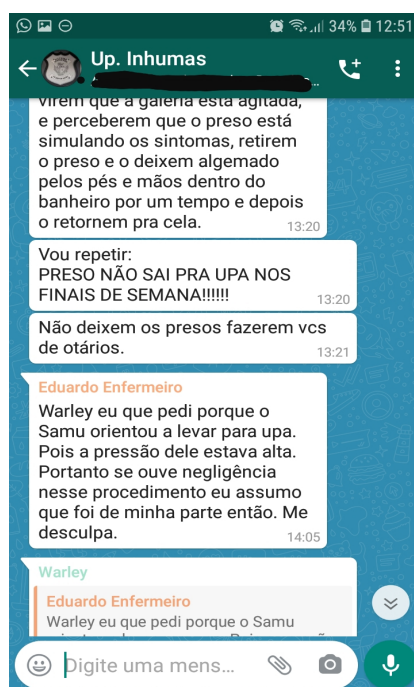 34% 12:51
Up. Inhumas
virem que a galeria está agitada,
e perceberem que o preso está
simulando os sintomas, retirem
o preso e o deixem algemado
pelos pés e mãos dentro do
banheiro por um tempo e depois
o retornem pra cela.
13:20
Vou repetir:
PRESO NÃO SAI PRA UPA NOS
FINAIS DE SEMANA!!!!!!
13:20
Não deixem os presos fazerem vcs
de otários.
13:21
Eduardo Enfermeiro
Warley eu que pedi porque o
Samu orientou a levar para upa.
Pois a pressão dele estava alta.
Portanto se ouve negligência
nesse procedimento eu assumo
que foi de minha parte então. Me
desculpa.
14:05
Warley
Eduardo Enfermeiro
Warley eu que pedi porque o Samu
Digite uma mens...